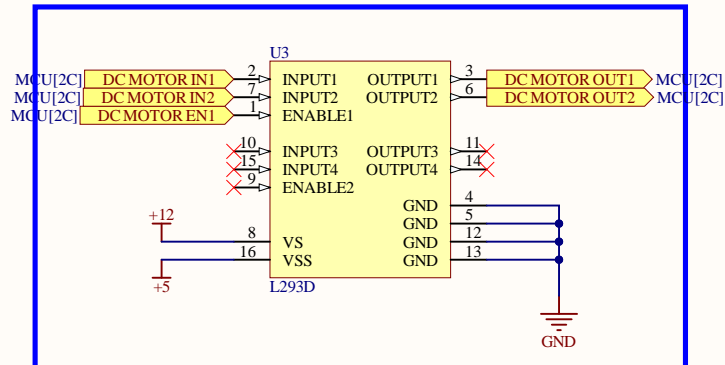 U3
MCU[2C] DC MOTOR IN1 2 INPUT1 OUTPUT1 3 DC MOTOR OUT1 MCU[2C]
MCU[2C] DC MOTOR IN2 7 INPUT2 OUTPUT2 6 DC MOTOR OUT2 MCU[2C]
MCU[2C] DC MOTOR EN1 1 ENABLE1
10 INPUT3 OUTPUT3 11
15 INPUT4 OUTPUT4 14
9 ENABLE2
GND 4
+12 GND 5
8 VS GND 12
16 VSS GND 13
+5 L293D
GND